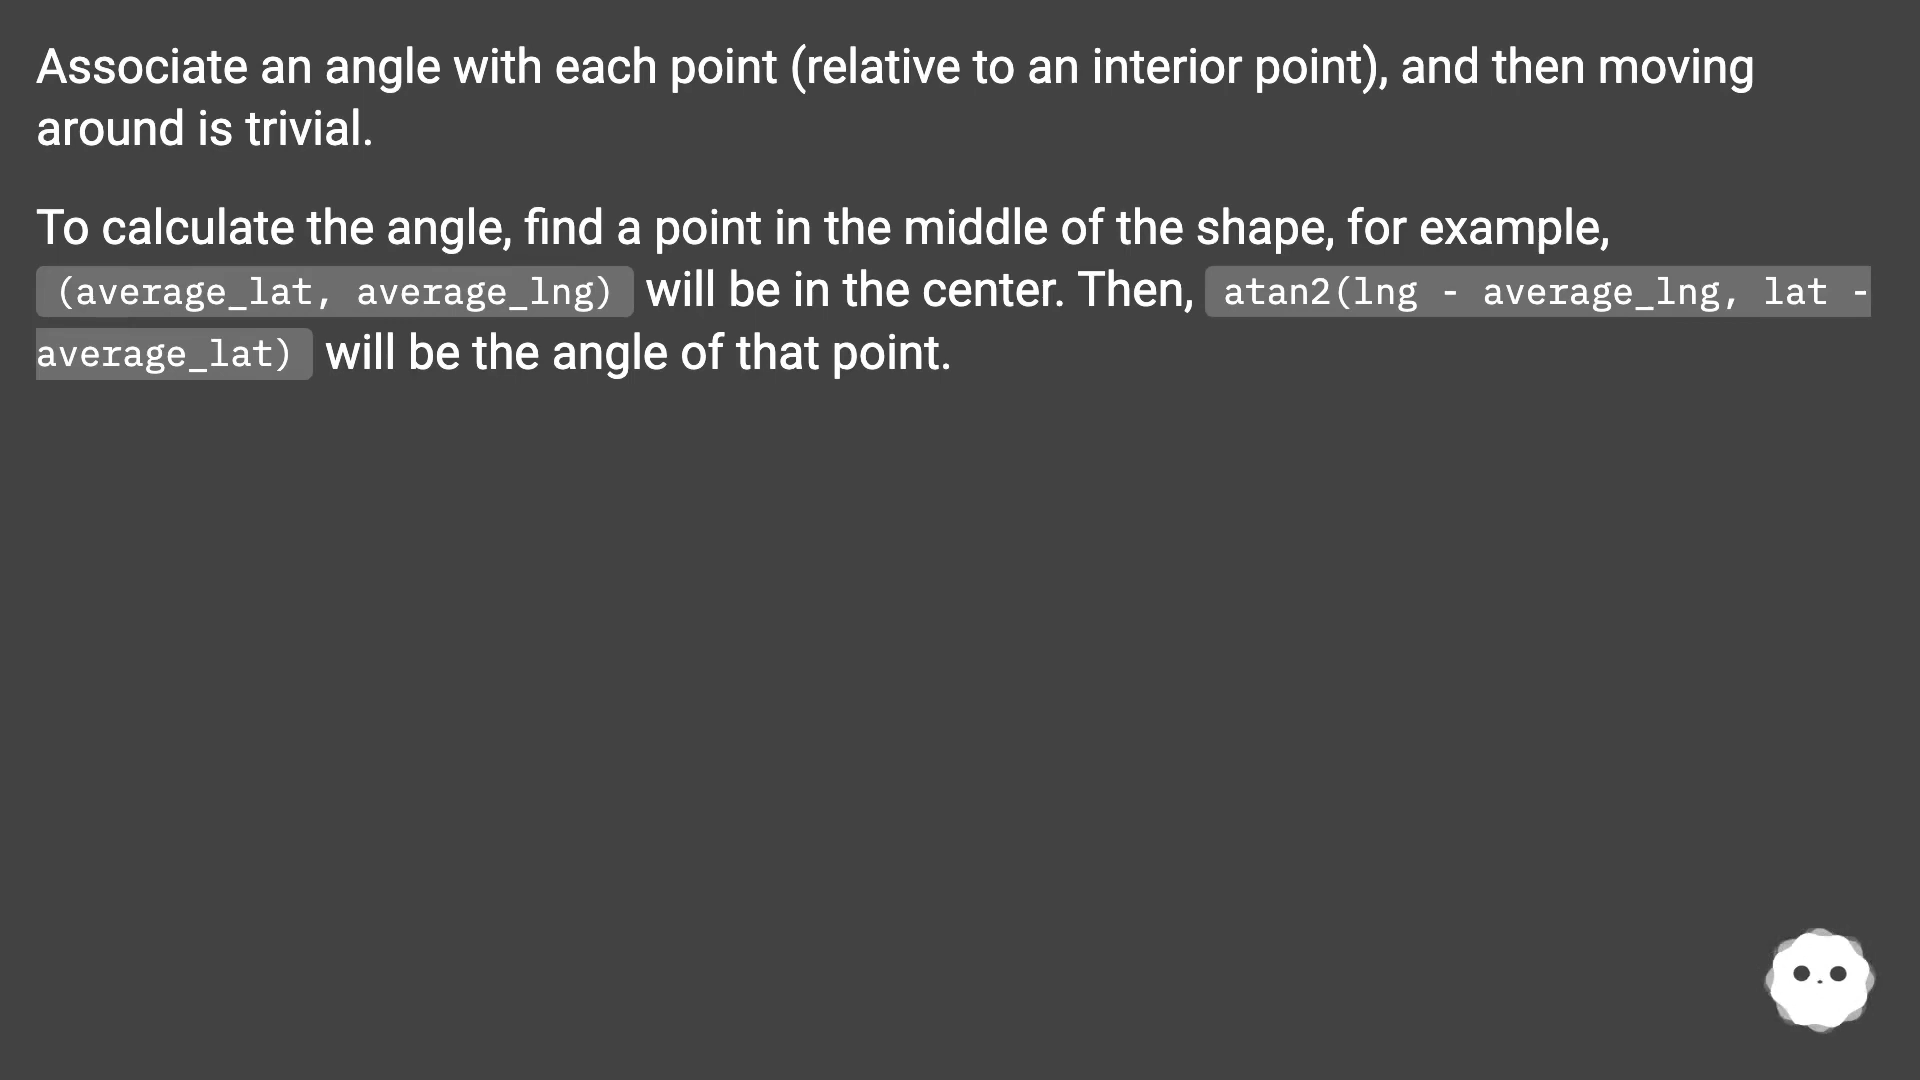 Associate an angle with each point (relative to an interior point), and then moving
around is trivial.
To calculate the angle, find a point in the middle of the shape, for example,
(average_lat, average_lng) will be in the center. Then, atan2(lng - average_lng, lat -
average_lat) will be the angle of that point.